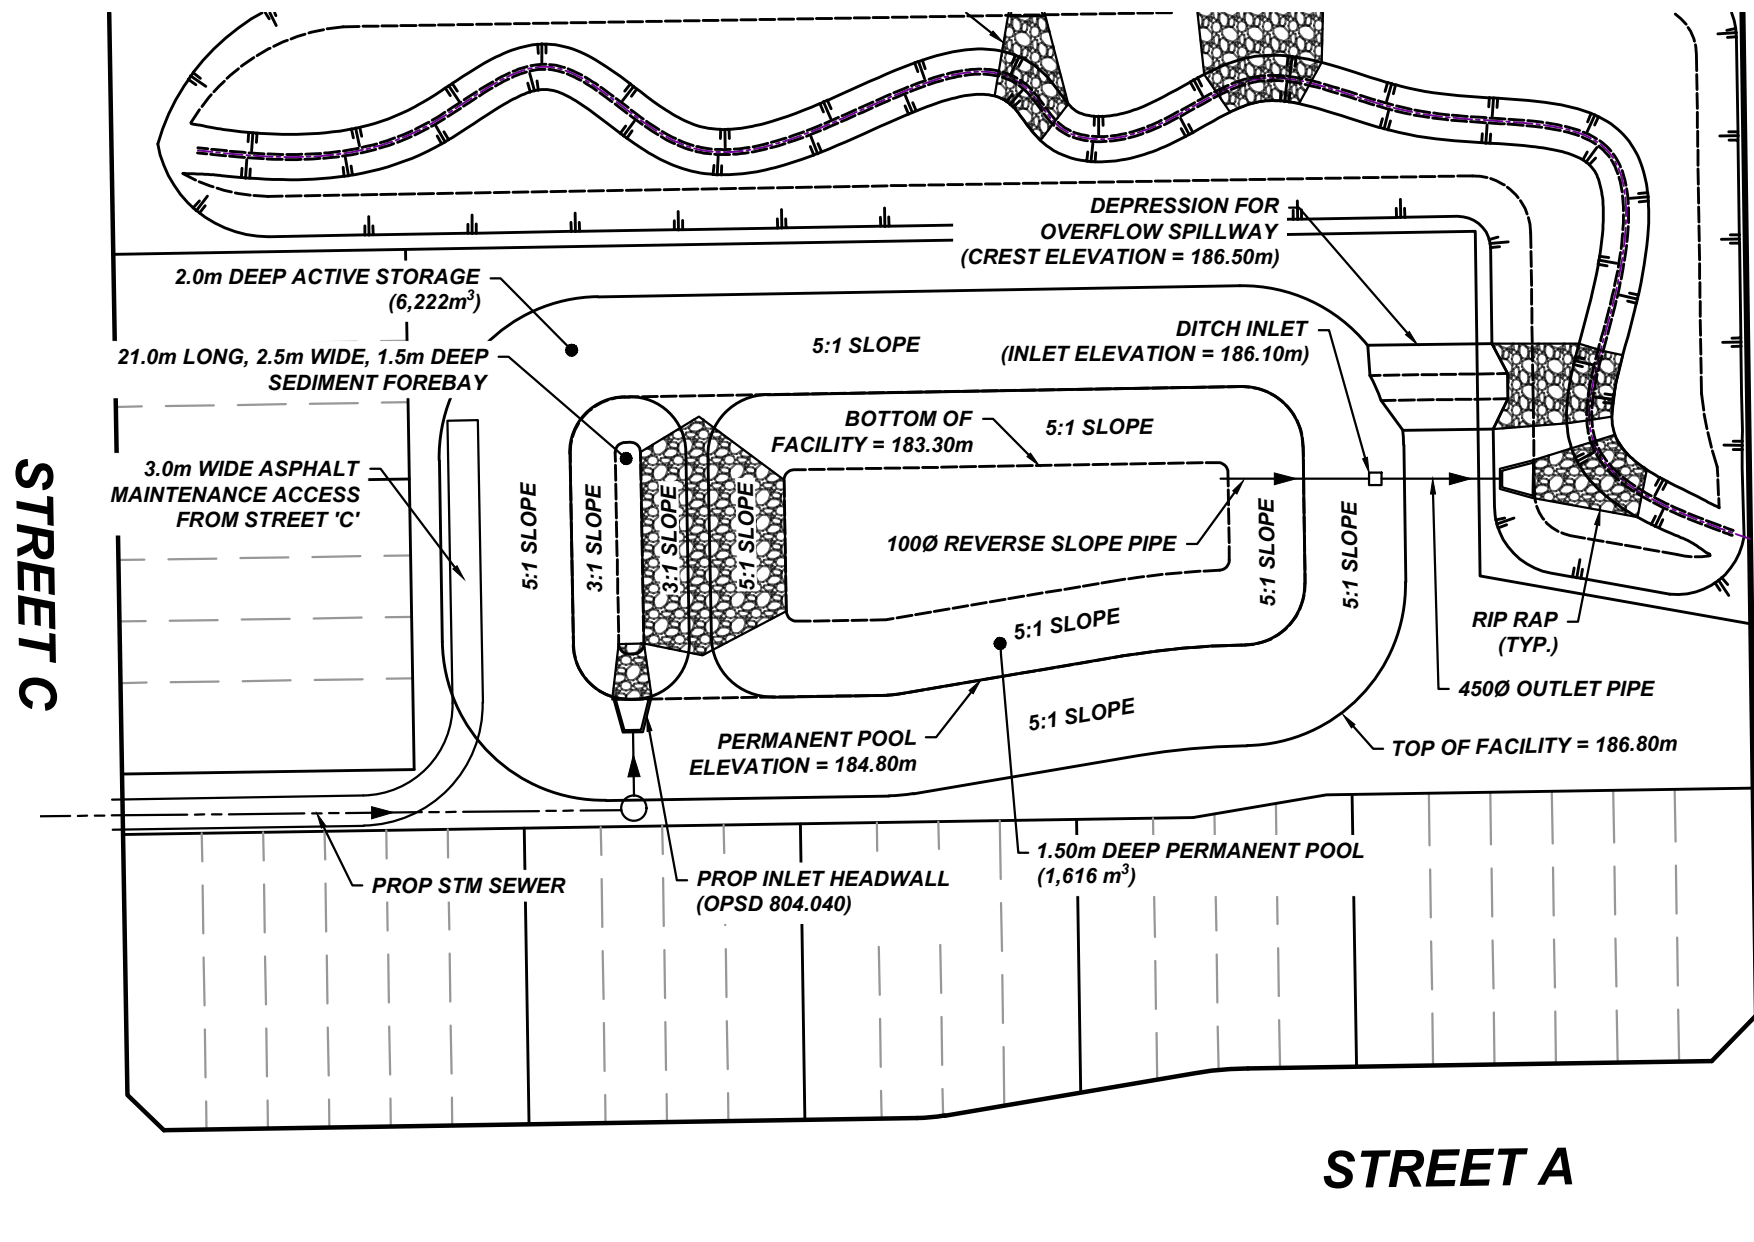 DEPRESSION FOR
OVERFLOW SPILLWAY
(CREST ELEVATION = 186.50m)
2.0m DEEP ACTIVE STORAGE
(6,222m³)
DITCH INLET
(INLET ELEVATION = 186.10m)
5:1 SLOPE
21.0m LONG, 2.5m WIDE, 1.5m DEEP
SEDIMENT FOREBAY
BOTTOM OF
FACILITY = 183.30m
5:1 SLOPE
3.0m WIDE ASPHALT
MAINTENANCE ACCESS
FROM STREET 'C'
STREET C
5:1 SLOPE
3:1 SLOPE
3:1 SLOPE
5:1 SLOPE
100Ø REVERSE SLOPE PIPE
5:1 SLOPE
5:1 SLOPE
5:1 SLOPE
RIP RAP
(TYP.)
450Ø OUTLET PIPE
5:1 SLOPE
PERMANENT POOL
ELEVATION = 184.80m
TOP OF FACILITY = 186.80m
1.50m DEEP PERMANENT POOL
(1,616 m³)
PROP STM SEWER
PROP INLET HEADWALL
(OPSD 804.040)
STREET A